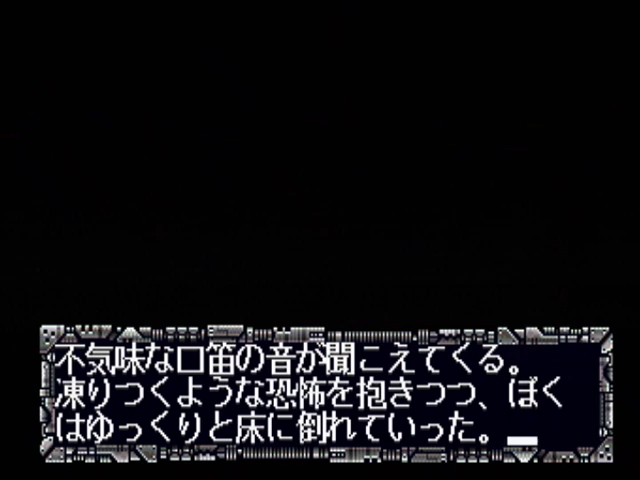 不気味な口笛の音が聞こえてくる。
凍りつくような恐怖を抱きつつ、ぼく
はゆっくりと床に倒れていった。